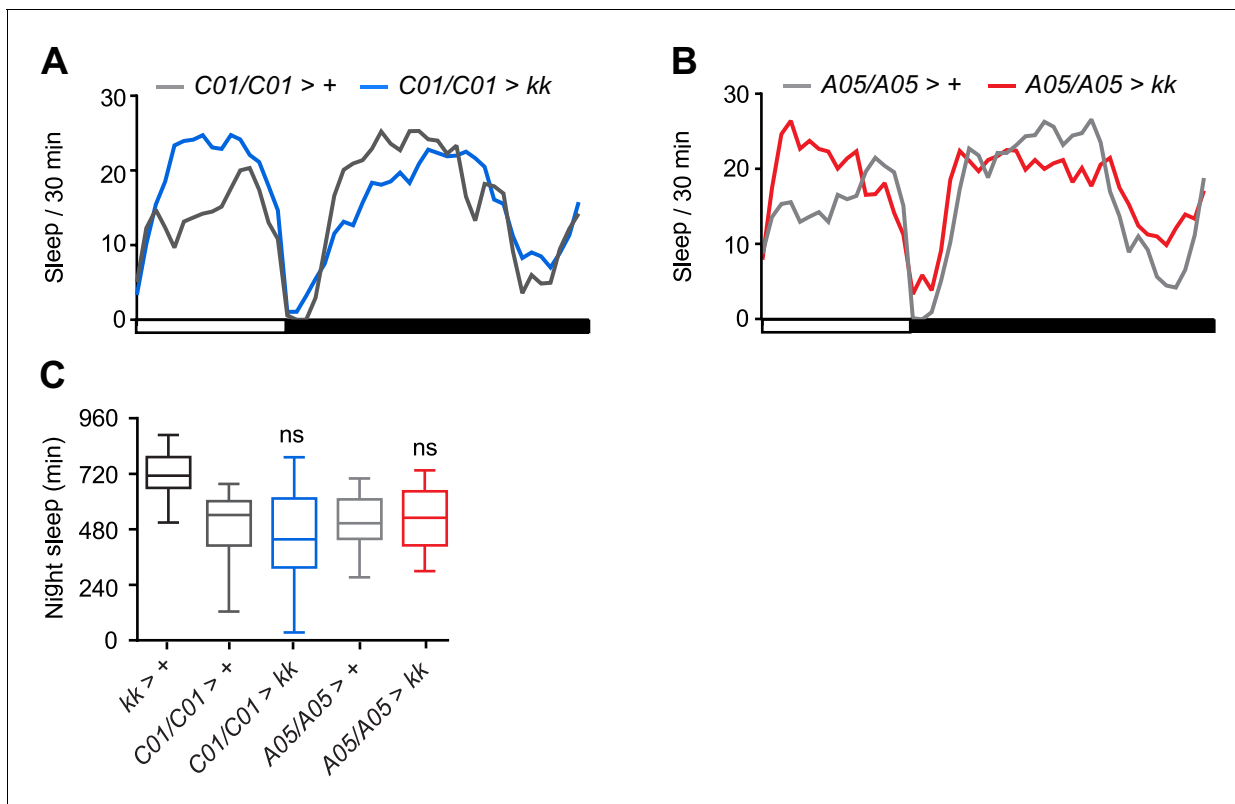 A
C01/C01 > +
C01/C01 > kk
Sleep / 30 min
30
20
10
0
B
A05/A05 > +
A05/A05 > kk
Sleep / 30 min
30
20
10
0
C
Night sleep (min)
960
720
480
240
0
ns
ns
kk > +
C01/C01 > +
C01/C01 > kk
A05/A05 > +
A05/A05 > kk